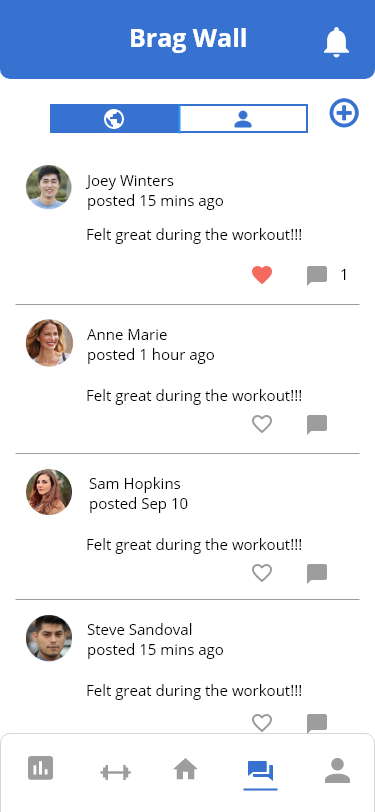 Brag Wall
Joey Winters
posted 15 mins ago
Felt great during the workout!!!
1
Anne Marie
posted 1 hour ago
Felt great during the workout!!!
Sam Hopkins
posted Sep 10
Felt great during the workout!!!
Steve Sandoval
posted 15 mins ago
Felt great during the workout!!!